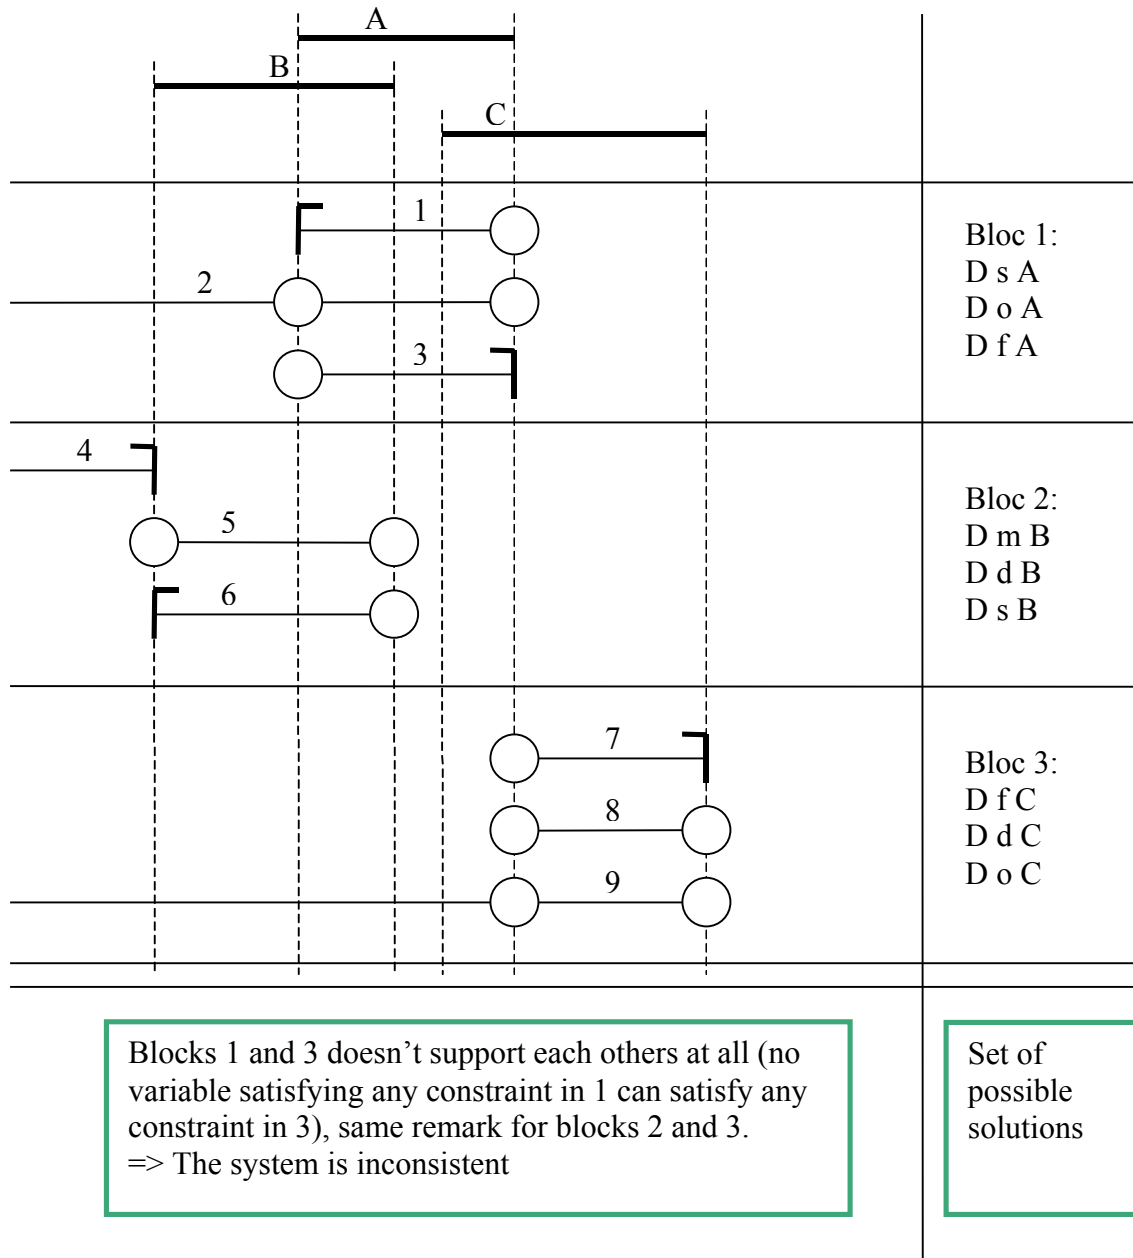 A
B
C
1
2
3
Bloc 1:
D s A
D o A
D f A
4
5
6
Bloc 2:
D m B
D d B
D s B
7
8
9
Bloc 3:
D f C
D d C
D o C
Blocks 1 and 3 doesn’t support each others at all (no
variable satisfying any constraint in 1 can satisfy any
constraint in 3), same remark for blocks 2 and 3.
=> The system is inconsistent
Set of
possible
solutions